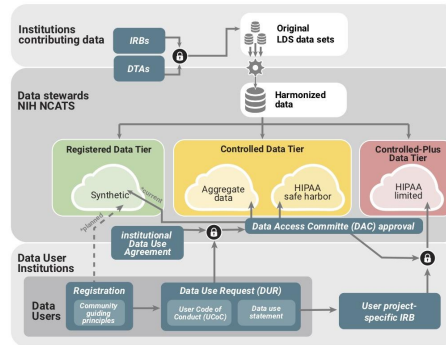 Institutions
contributing data
IRBs
DTAs
Original
LDS data sets
Data stewards
NIH NCATS
Harmonized
data
Registered Data Tier
Controlled Data Tier
Controlled-Plus
Data Tier
Synthetic
*current
Aggregate
data
HIPAA
safe harbor
HIPAA
limited
*planned
institutional
Data Use
Agreement
Data Access Committe (DAC) approval
Data User
Institutions
Data
Users
Registration
Community
guiding
principles
Data Use Request (DUR)
User Code of
Conduct (UCoC)
Data use
statement
User project-
specific IRB